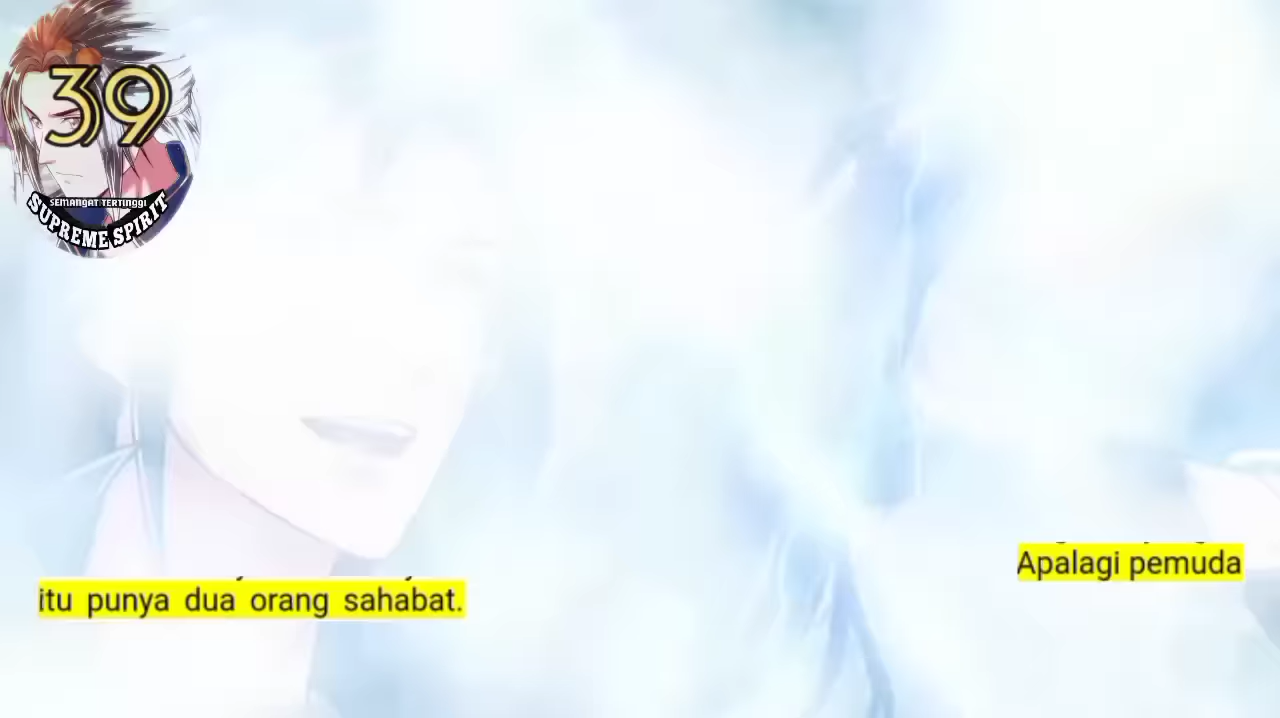 39
SEMANGAT TERTINGGI
SUPREME SPIRIT
Apalagi pemuda
itu punya dua orang sahabat.